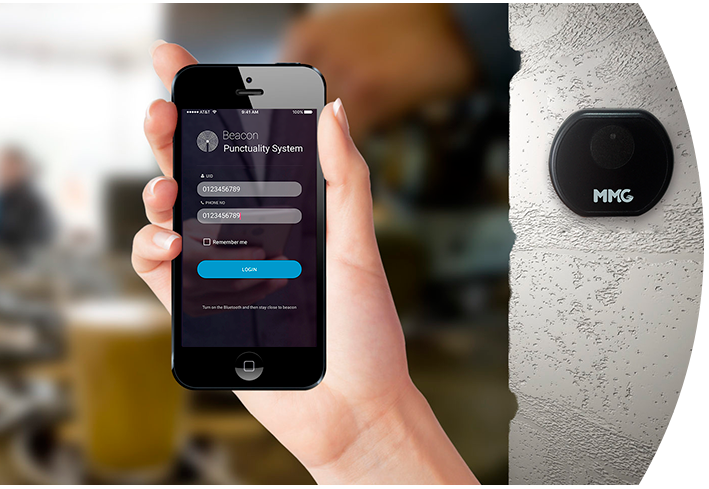 AT&T 9:41 AM 100%
Beacon
Punctuality System
UID
0123456789
PHONE NO
0123456789
Remember me
LOGIN
Turn on the Bluetooth and then stay close to beacon
MMG